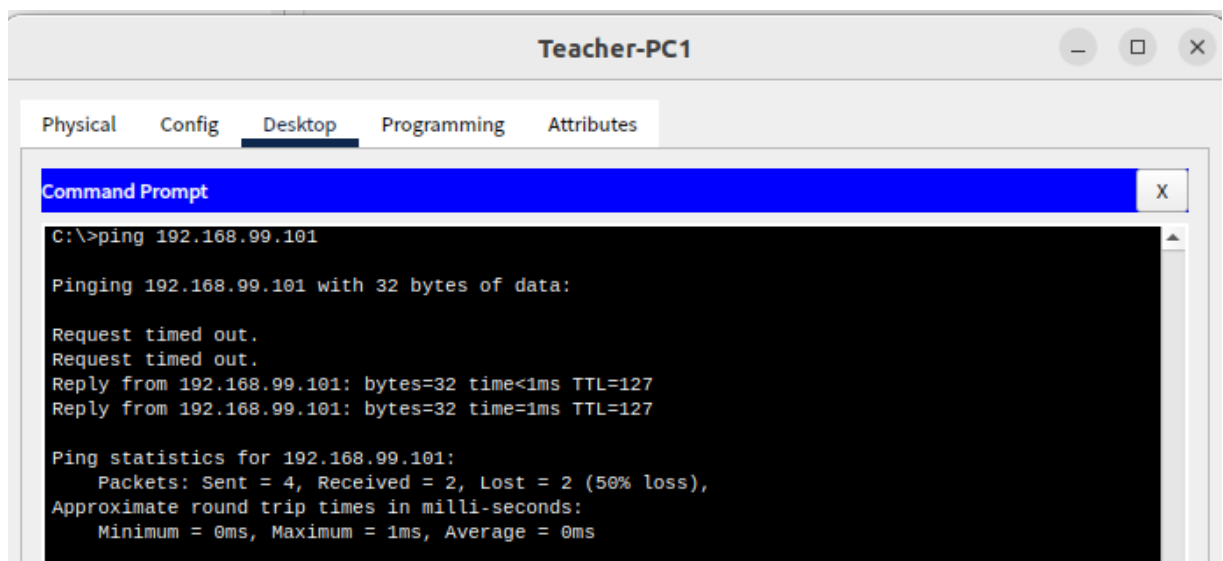 Teacher-PC1
Physical Config Desktop Programming Attributes
Command Prompt X
C:\>ping 192.168.99.101
Pinging 192.168.99.101 with 32 bytes of data:
Request timed out.
Request timed out.
Reply from 192.168.99.101: bytes=32 time<1ms TTL=127
Reply from 192.168.99.101: bytes=32 time=1ms TTL=127
Ping statistics for 192.168.99.101:
Packets: Sent = 4, Received = 2, Lost = 2 (50% loss),
Approximate round trip times in milli-seconds:
Minimum = 0ms, Maximum = 1ms, Average = 0ms